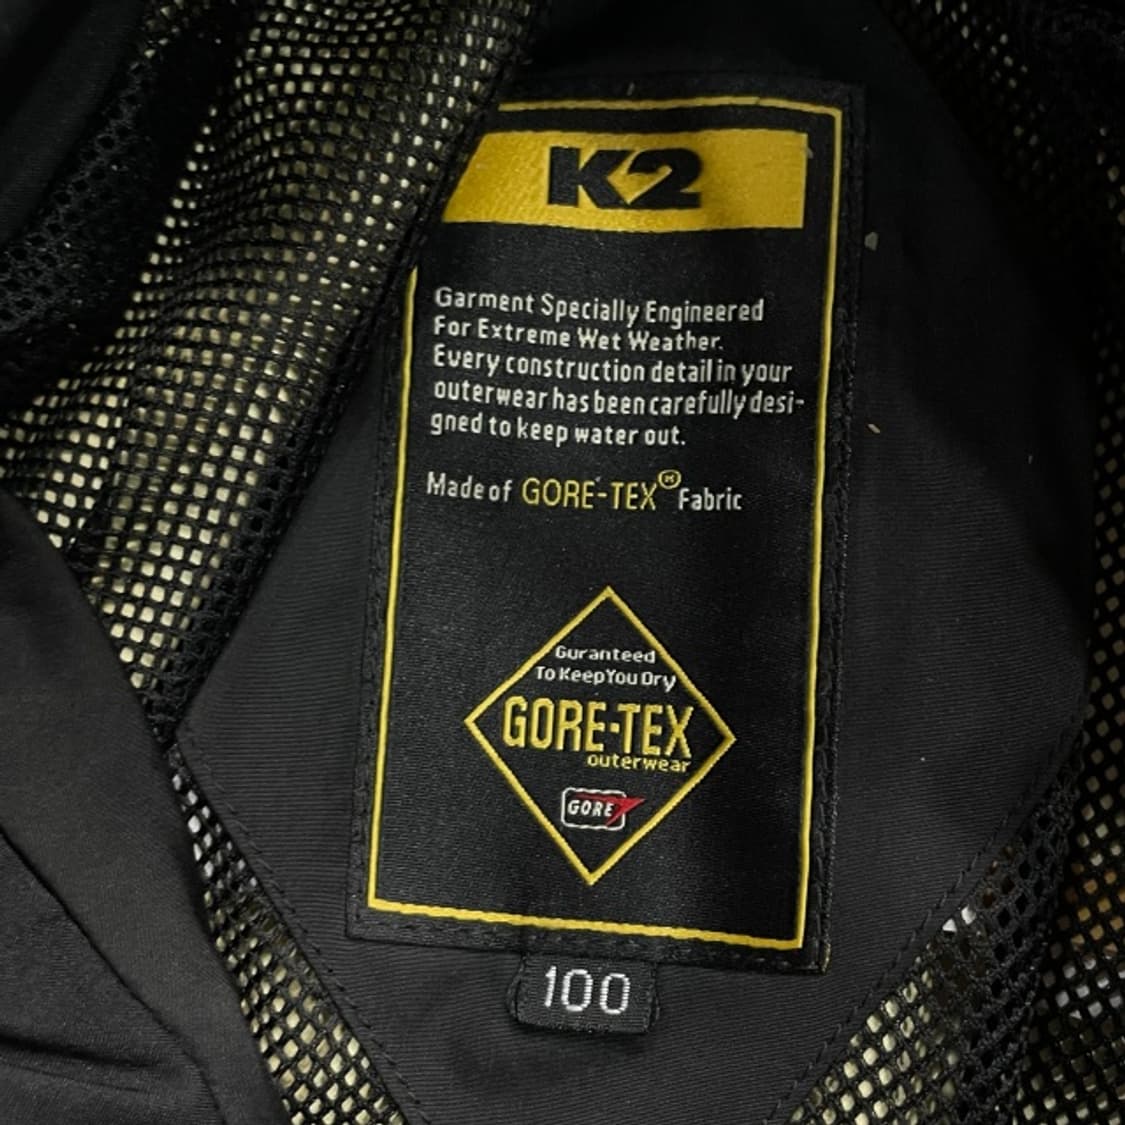 K2
Garment Specially Engineered
For Extreme Wet Weather.
Every construction detail in your
outerwear has been carefully desi-
gned to keep water out.
Made of GORE-TEX® Fabric
Guranteed
To Keep You Dry
GORE-TEX
outerwear
GORE
100